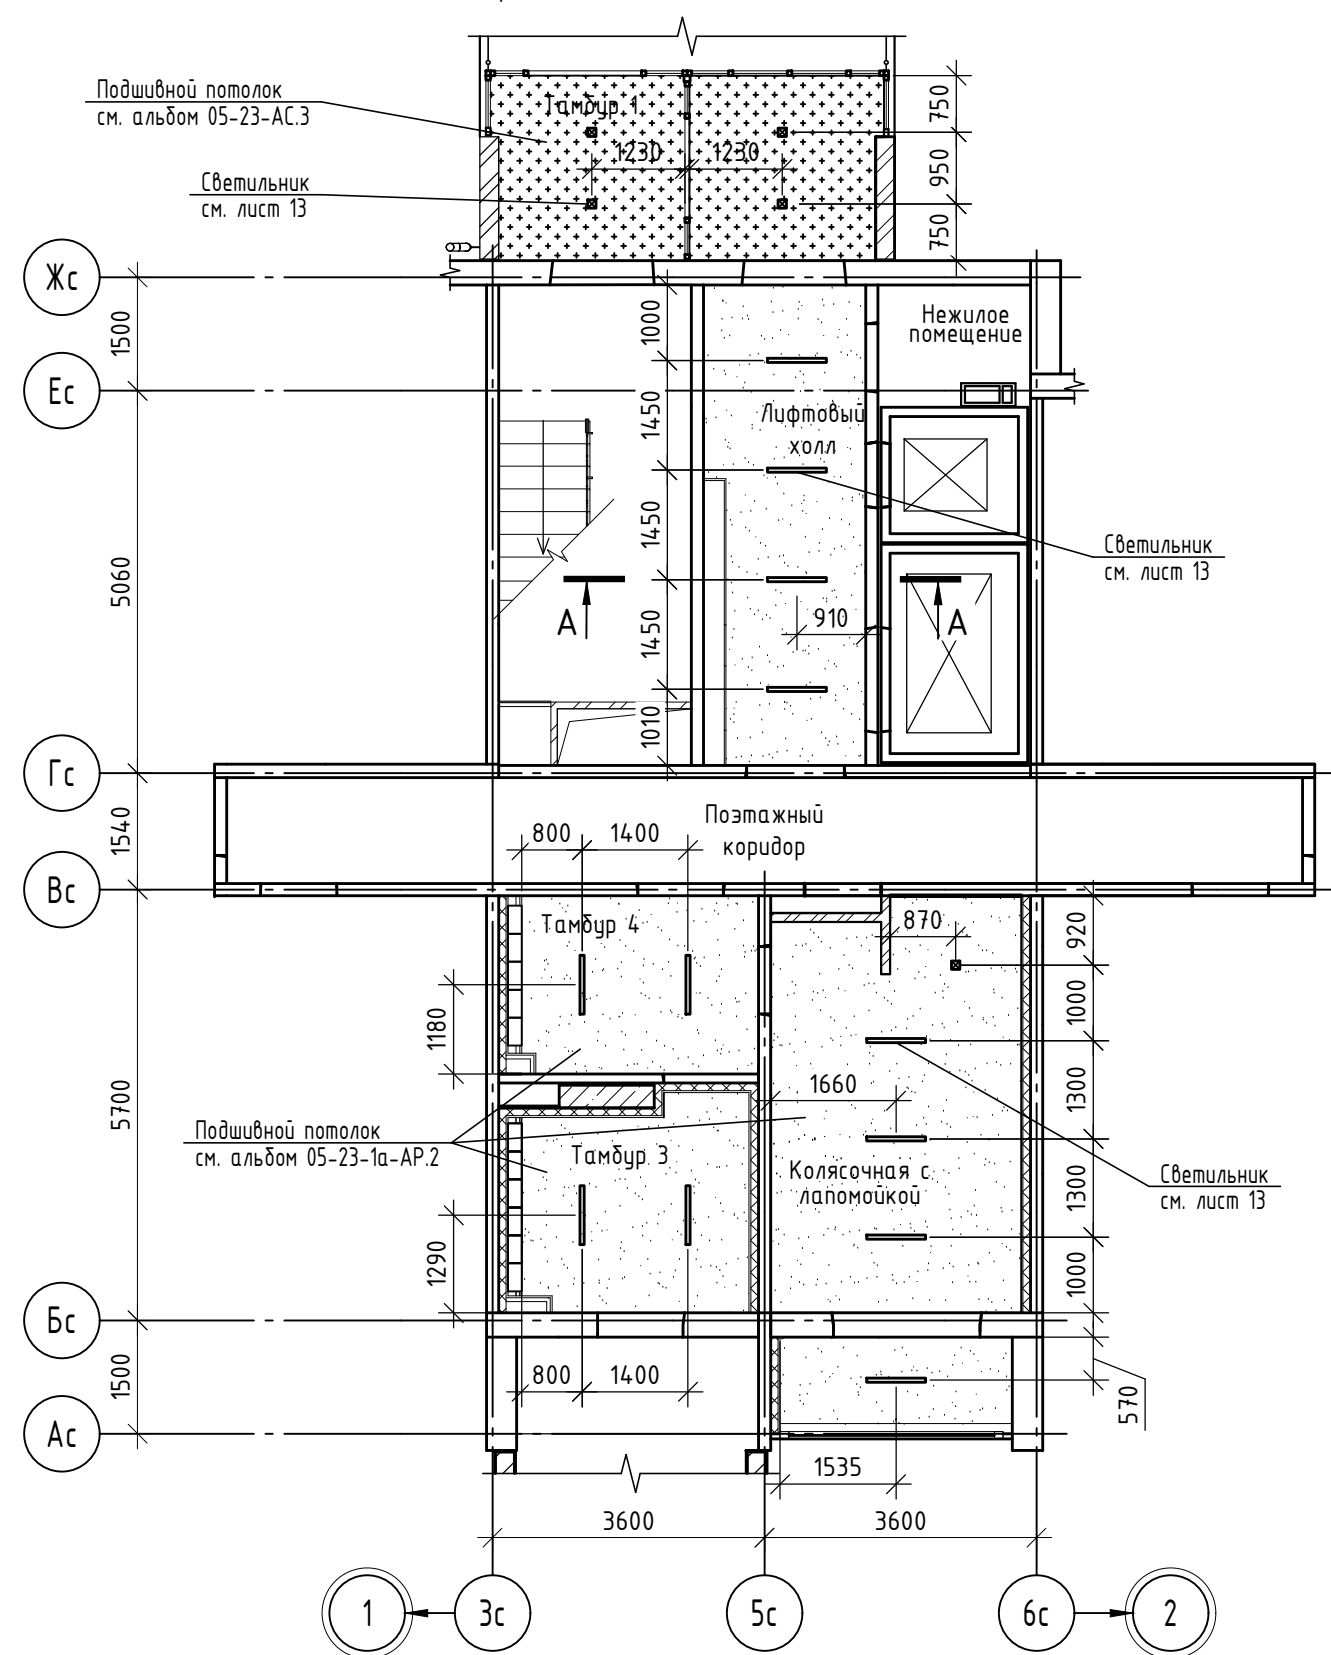 Подшивной потолок
см. альбом 05-23-АС.3
Тамбур 1
750
1230
1230
950
Светильник
см. лист 13
750
Жс
1500
1000
Нежилое
помещение
Ес
1450
Лифтовый
холл
1450
Светильник
см. лист 13
5060
А
А
910
1450
1010
Гс
1540
800
1400
Поэтажный
коридор
Вс
Тамбур 4
870
920
1000
1180
1660
1300
5700
Подшивной потолок
см. альбом 05-23-1а-АР.2
Тамбур 3
Колясочная с
лапомойкой
1300
Светильник
см. лист 13
1290
1000
Бс
1500
800
1400
570
Ас
1535
3600
3600
1
3с
5с
6с
2